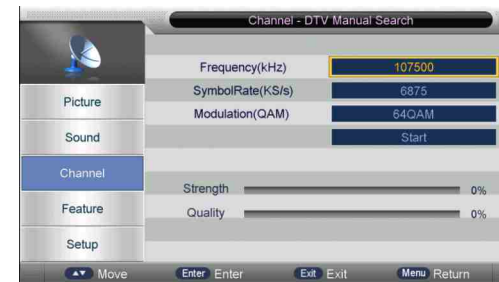 Channel - DTV Manual Search
Frequency(kHz) 107500
SymbolRate(KS/s) 6875
Modulation(QAM) 64QAM
Start
Strength 0%
Quality 0%
Picture
Sound
Channel
Feature
Setup
Move Enter Enter Exit Exit Menu Return